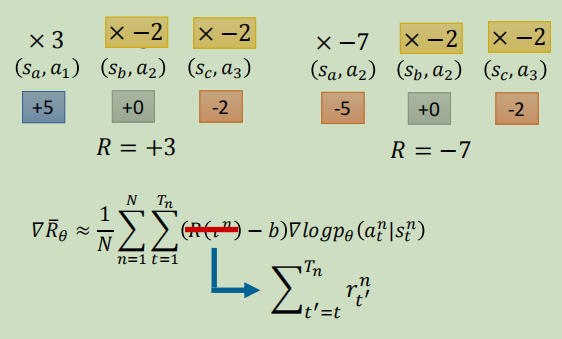 × 3 × −2 × −2 × −7 × −2 × −2
(s_a, a_1) (s_b, a_2) (s_c, a_3) (s_a, a_2) (s_b, a_2) (s_c, a_3)
+5 +0 -2 -5 +0 -2
R = +3 R = −7
∇R̄_θ ≈ 1/N ∑_{n=1}^{N} ∑_{t=1}^{T_n} (R(τ^n) − b)∇logp_θ(a_t^n|s_t^n)
∑_{t'=t}^{T_n} r_{t'}^n